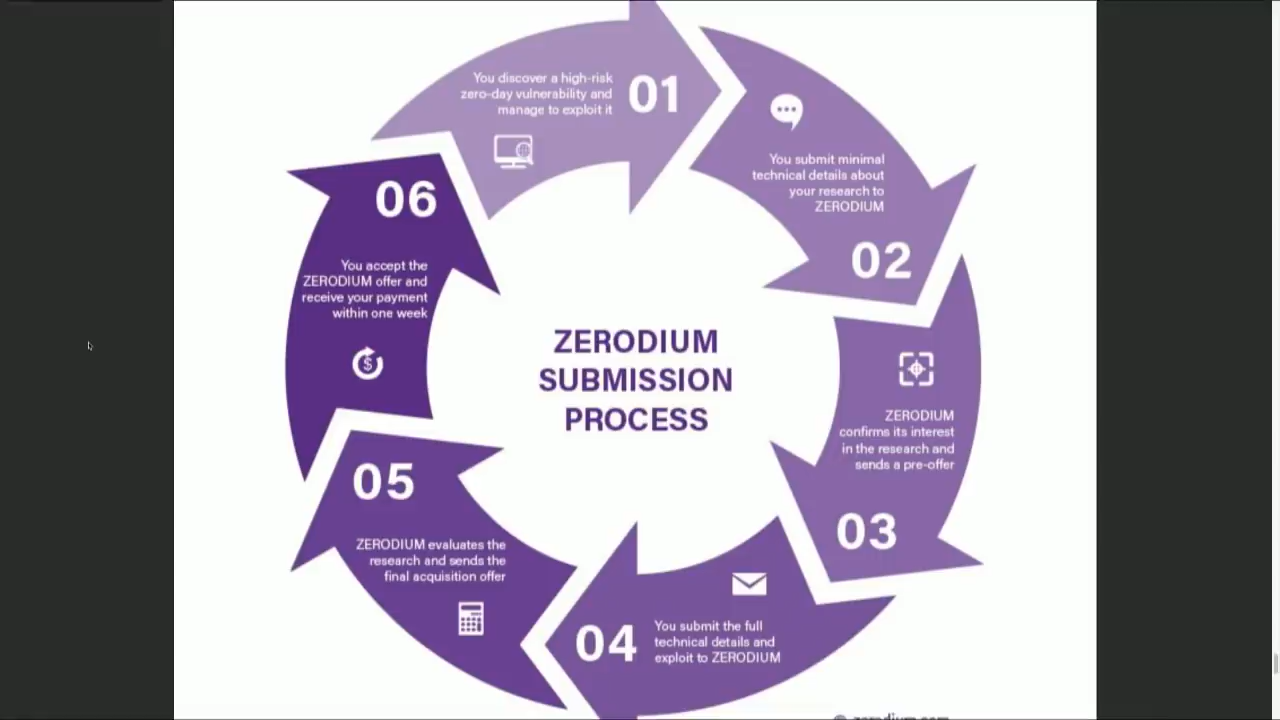 You discover a high-risk
zero-day vulnerability and
manage to exploit it
01
You submit minimal
technical details about
your research to
ZERODIUM
02
ZERODIUM
confirms its interest
in the research and
sends a pre-offer
03
You submit the full
technical details and
exploit to ZERODIUM
04
05
ZERODIUM evaluates the
research and sends the
final acquisition offer
06
You accept the
ZERODIUM offer and
receive your payment
within one week
$
ZERODIUM
SUBMISSION
PROCESS